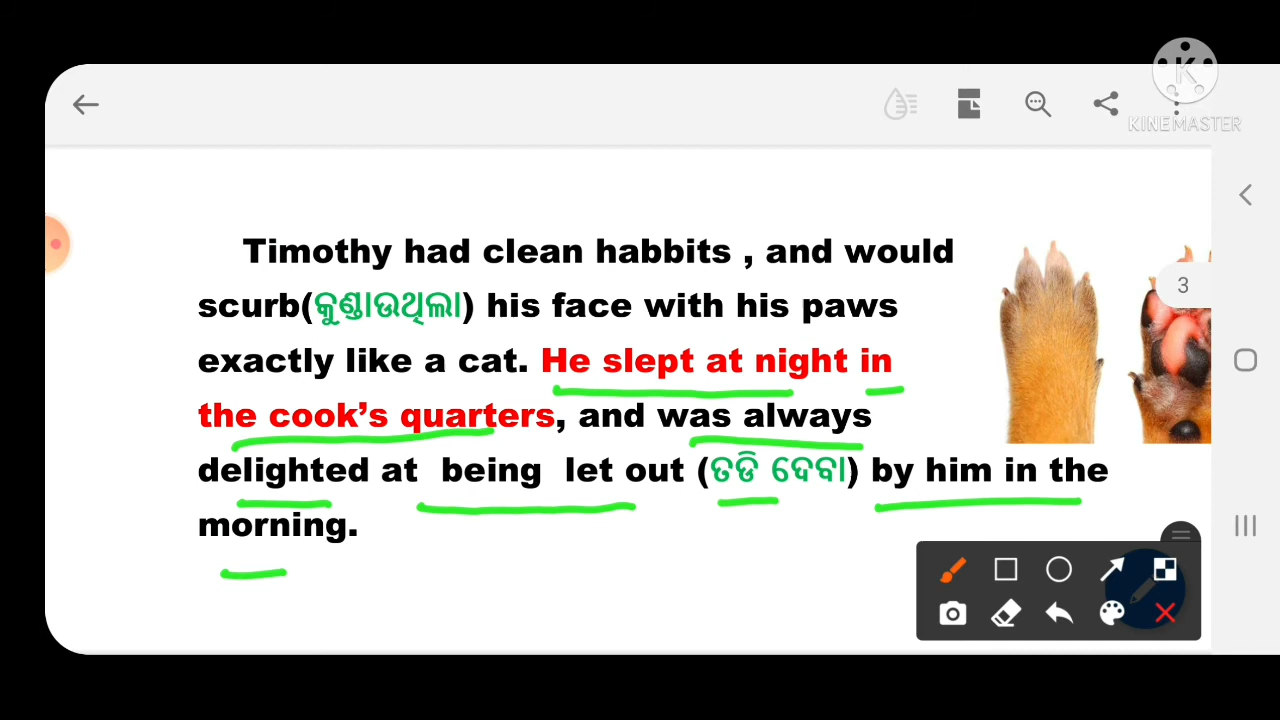 KINEMASTER
3
Timothy had clean habbits , and would
scurb(କୁଣ୍ଡାଉଥିଲା) his face with his paws
exactly like a cat. He slept at night in
the cook’s quarters, and was always
delighted at being let out (ତଡି ଦେବା) by him in the
morning.